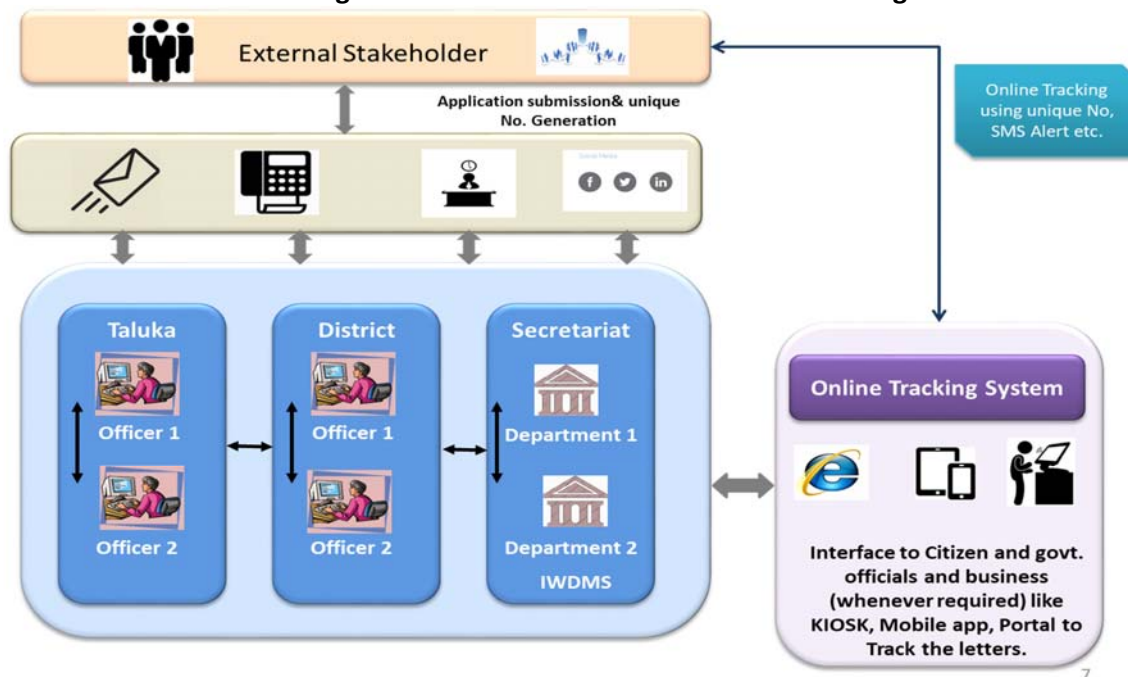 External Stakeholder
Application submission& unique
No. Generation
Online Tracking
using unique No,
SMS Alert etc.
Social Media
Taluka
Officer 1
Officer 2
District
Officer 1
Officer 2
Secretariat
Department 1
Department 2
IWDMS
Online Tracking System
Interface to Citizen and govt.
officials and business
(whenever required) like
KIOSK, Mobile app, Portal to
Track the letters.
7